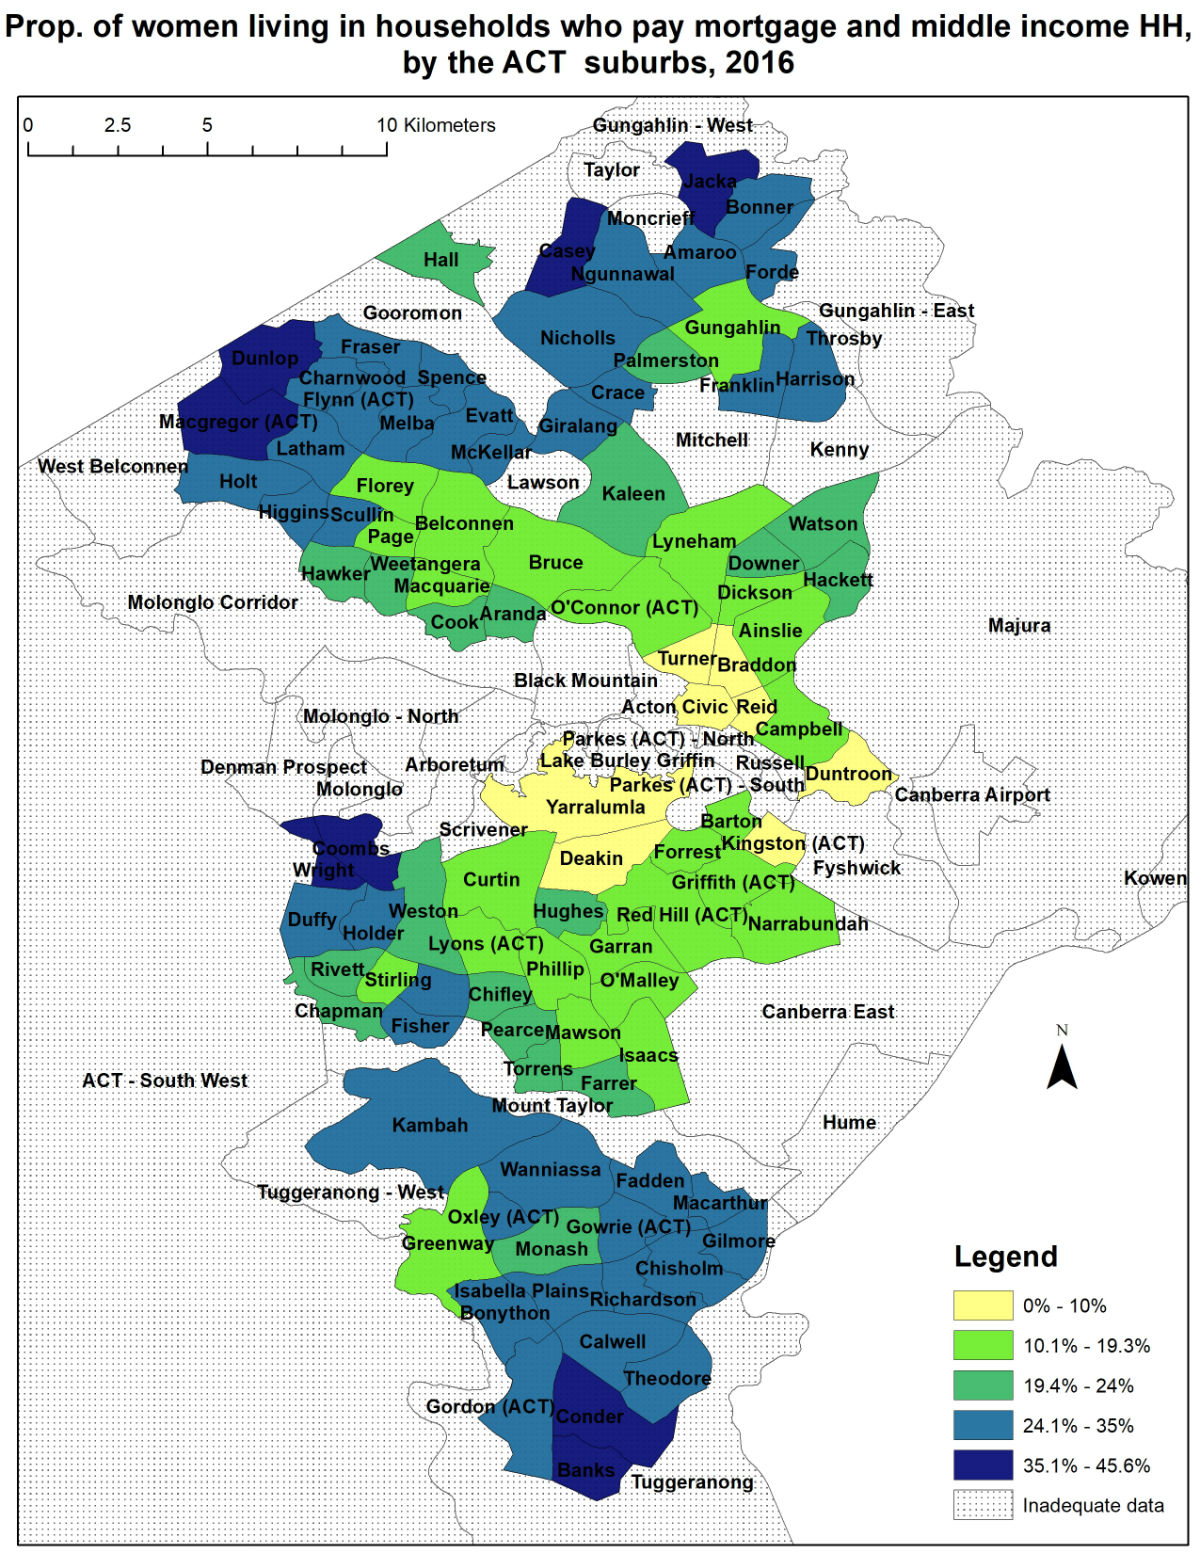 Prop. of women living in households who pay mortgage and middle income HH,
by the ACT suburbs, 2016
0 2.5 5 10 Kilometers
Gungahlin - West
Taylor
Jacka
Bonner
Moncrieff
Casey
Amaroo
Hall
Ngunnawal
Forde
Gooromon
Gungahlin - East
Gungahlin
Nicholls
Throsby
Fraser
Dunlop
Palmerston
Charnwood
Spence
Franklin
Harrison
Crace
Flynn (ACT)
Evatt
Macgregor (ACT)
Melba
Giralang
Mitchell
Latham
McKellar
Kenny
West Belconnen
Holt
Lawson
Florey
Kaleen
Higgins
Scullin
Belconnen
Watson
Page
Lyneham
Bruce
Downer
Weetangera
Hawker
Hackett
Macquarie
Dickson
Molonglo Corridor
O'Connor (ACT)
Aranda
Cook
Majura
Ainslie
Turner
Braddon
Black Mountain
Acton
Civic
Reid
Molonglo - North
Campbell
Parkes (ACT) - North
Lake Burley Griffin
Russell
Denman Prospect
Arboretum
Duntroon
Molonglo
Parkes (ACT) - South
Canberra Airport
Yarralumla
Barton
Scrivener
Kingston (ACT)
Coombs
Forrest
Deakin
Wright
Fyshwick
Kowen
Curtin
Griffith (ACT)
Weston
Hughes
Red Hill (ACT)
Duffy
Narrabundah
Holder
Lyons (ACT)
Garran
Rivett
Phillip
Stirling
O'Malley
Chifley
Chapman
Canberra East
Fisher
Pearce
Mawson
N
Isaacs
Torrens
ACT - South West
Farrer
Mount Taylor
Kambah
Hume
Wanniassa
Fadden
Tuggeranong - West
Macarthur
Oxley (ACT)
Gowrie (ACT)
Greenway
Monash
Gilmore
Chisholm
Isabella Plains
Richardson
Bonython
Calwell
Theodore
Gordon (ACT)
Conder
Banks
Tuggeranong
Legend
0% - 10%
10.1% - 19.3%
19.4% - 24%
24.1% - 35%
35.1% - 45.6%
Inadequate data